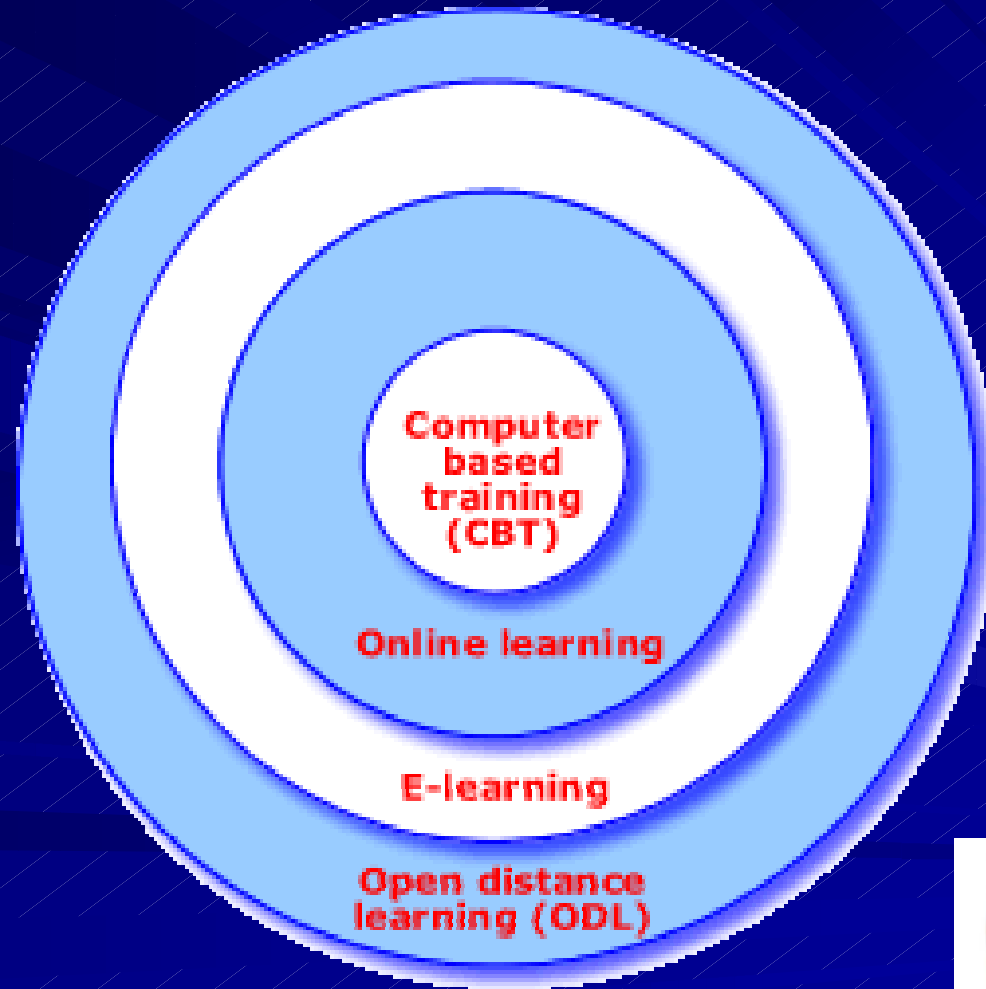 Computer
based
training
(CBT)
Online learning
E-learning
Open distance
learning (ODL)